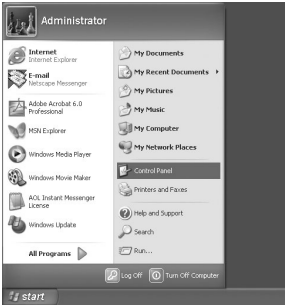 Administrator
Internet
Internet Explorer
E-mail
Netscape Messenger
Adobe Acrobat 6.0
Professional
MSN Explorer
Windows Media Player
Windows Movie Maker
AOL Instant Messenger
License
Windows Update
All Programs
My Documents
My Recent Documents
My Pictures
My Music
My Computer
My Network Places
Control Panel
Printers and Faxes
Help and Support
Search
Run...
Log Off
Turn Off Computer
start